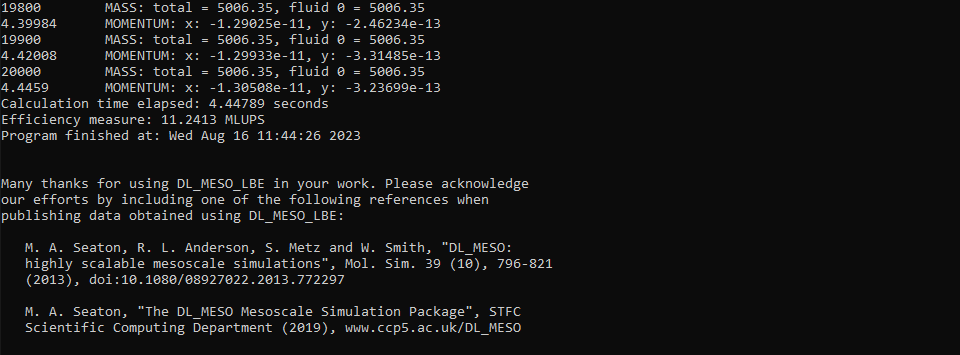 19800 MASS: total = 5006.35, fluid 0 = 5006.35
4.39984 MOMENTUM: x: -1.29025e-11, y: -2.46234e-13
19900 MASS: total = 5006.35, fluid 0 = 5006.35
4.42008 MOMENTUM: x: -1.29933e-11, y: -3.31485e-13
20000 MASS: total = 5006.35, fluid 0 = 5006.35
4.4459 MOMENTUM: x: -1.30508e-11, y: -3.23699e-13
Calculation time elapsed: 4.44789 seconds
Efficiency measure: 11.2413 MLUPS
Program finished at: Wed Aug 16 11:44:26 2023
Many thanks for using DL_MESO_LBE in your work. Please acknowledge
our efforts by including one of the following references when
publishing data obtained using DL_MESO_LBE:
M. A. Seaton, R. L. Anderson, S. Metz and W. Smith, "DL_MESO:
highly scalable mesoscale simulations", Mol. Sim. 39 (10), 796-821
(2013), doi:10.1080/08927022.2013.772297
M. A. Seaton, "The DL_MESO Mesoscale Simulation Package", STFC
Scientific Computing Department (2019), www.ccp5.ac.uk/DL_MESO